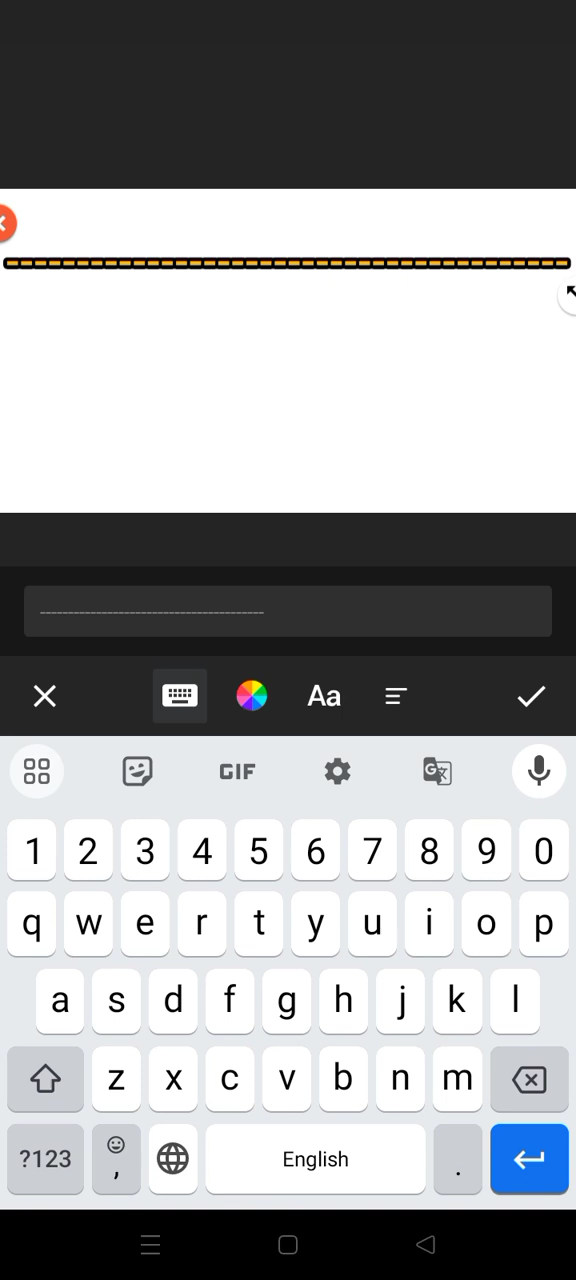 ----------------------------------------
----------------------------------------
Aa
GIF
1 2 3 4 5 6 7 8 9 0
q w e r t y u i o p
a s d f g h j k l
z x c v b n m
?123 , English .